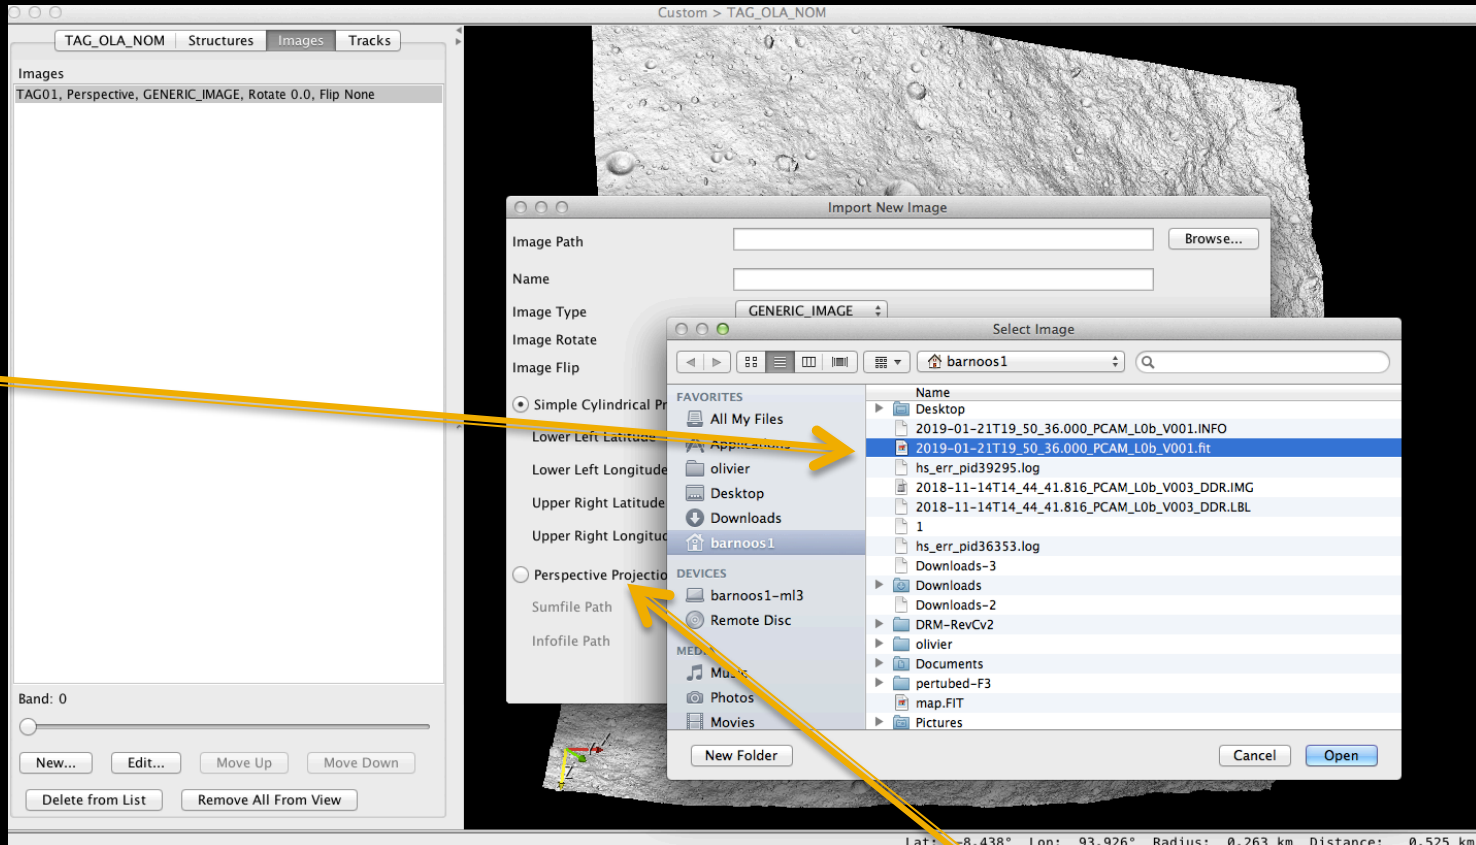 Custom > TAG_OLA_NOM
TAG_OLA_NOM Structures Images Tracks
Images
TAG01, Perspective, GENERIC_IMAGE, Rotate 0.0, Flip None
Import New Image
Image Path Browse...
Name
Image Type GENERIC_IMAGE
Image Rotate
Image Flip
Simple Cylindrical Pr
Lower Left Latitude
Lower Left Longitude
Upper Right Latitude
Upper Right Longitud
Perspective Projectio
Sumfile Path
Infofile Path
Select Image
barnoos1
FAVORITES
All My Files
Applications
olivier
Desktop
Downloads
barnoos1
DEVICES
barnoos1-ml3
Remote Disc
MEDIA
Music
Photos
Movies
Name
Desktop
2019-01-21T19_50_36.000_PCAM_L0b_V001.INFO
2019-01-21T19_50_36.000_PCAM_L0b_V001.fit
hs_err_pid39295.log
2018-11-14T14_44_41.816_PCAM_L0b_V003_DDR.IMG
2018-11-14T14_44_41.816_PCAM_L0b_V003_DDR.LBL
1
hs_err_pid36353.log
Downloads-3
Downloads
Downloads-2
DRM-RevCv2
olivier
Documents
pertubed-F3
map.FIT
Pictures
New Folder Cancel Open
Band: 0
New... Edit... Move Up Move Down
Delete from List Remove All From View
Z
Lat: -8.438° Lon: 93.926° Radius: 0.263 km Distance: 0.525 km